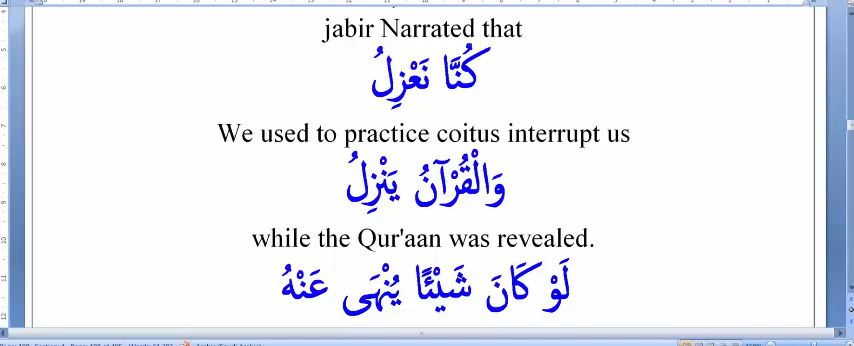 jabir Narrated that
كُنَّا نَعْزِلُ
We used to practice coitus interrupt us
وَالْقُرْآنُ يَنْزِلُ
while the Qur'aan was revealed.
لَوْ كَانَ شَيْئًا يُنْهَى عَنْهُ